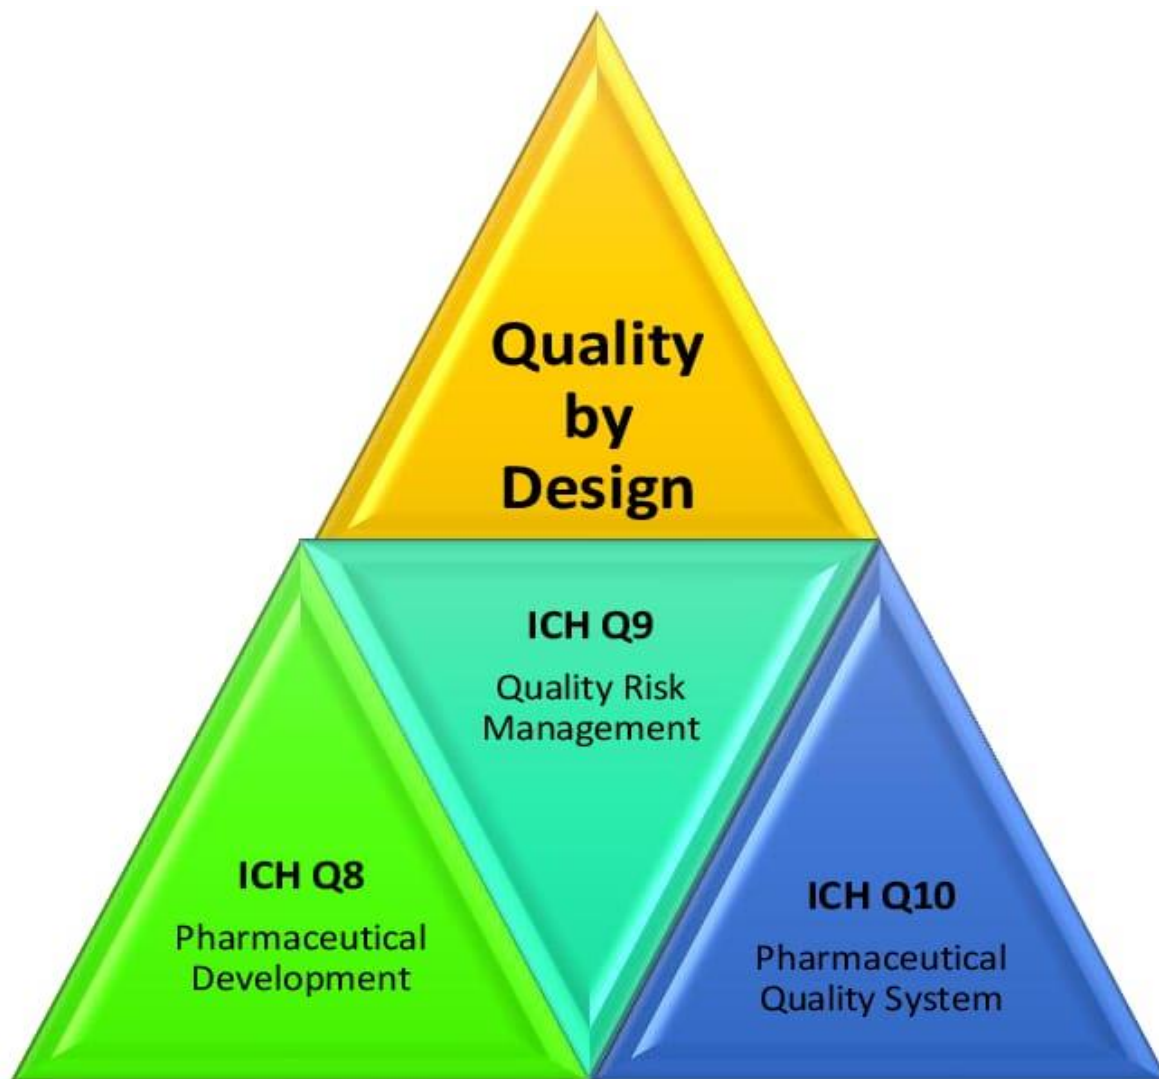 Quality
by
Design
ICH Q9
Quality Risk
Management
ICH Q8
Pharmaceutical
Development
ICH Q10
Pharmaceutical
Quality System